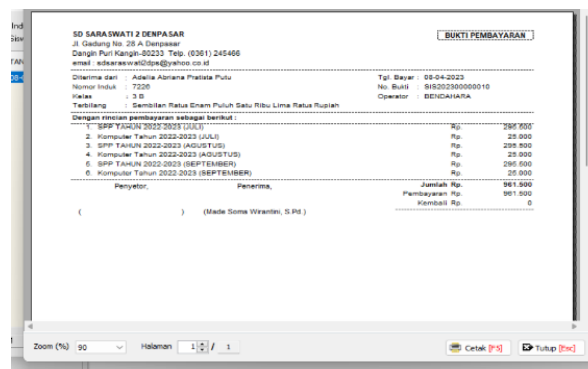 SD SARASWATI 2 DENPASAR
BUKTI PEMBAYARAN
Jl. Gadung No. 28 A Denpasar
Dangin Puri Kangin-80233 Telp. (0361) 245466
email : sdsaraswati2dps@yahoo.co.id
Diterima dari : Adelia Abriana Pratista Putu
Tgl. Bayar : 08-04-2023
Nomor Induk : 7226
No. Bukti : SIS202300000010
Kelas : 3 B
Operator : BENDAHARA
Terbilang : Sembilan Ratus Enam Puluh Satu Ribu Lima Ratus Rupiah
Dengan rincian pembayaran sebagai berikut :
1. SPP TAHUN 2022-2023 (JULI) Rp. 295.500
2. Komputer Tahun 2022-2023 (JULI) Rp. 25.000
3. SPP TAHUN 2022-2023 (AGUSTUS) Rp. 295.500
4. Komputer Tahun 2022-2023 (AGUSTUS) Rp. 25.000
5. SPP TAHUN 2022-2023 (SEPTEMBER) Rp. 295.500
6. Komputer Tahun 2022-2023 (SEPTEMBER) Rp. 25.000
Penyetor, Penerima, Jumlah Rp. 961.500
Pembayaran Rp. 961.500
Kembali Rp. 0
( ) (Made Soma Wirantini, S.Pd.)
Zoom (%) 90 Halaman 1 / 1 Cetak [F5] Tutup [Esc]